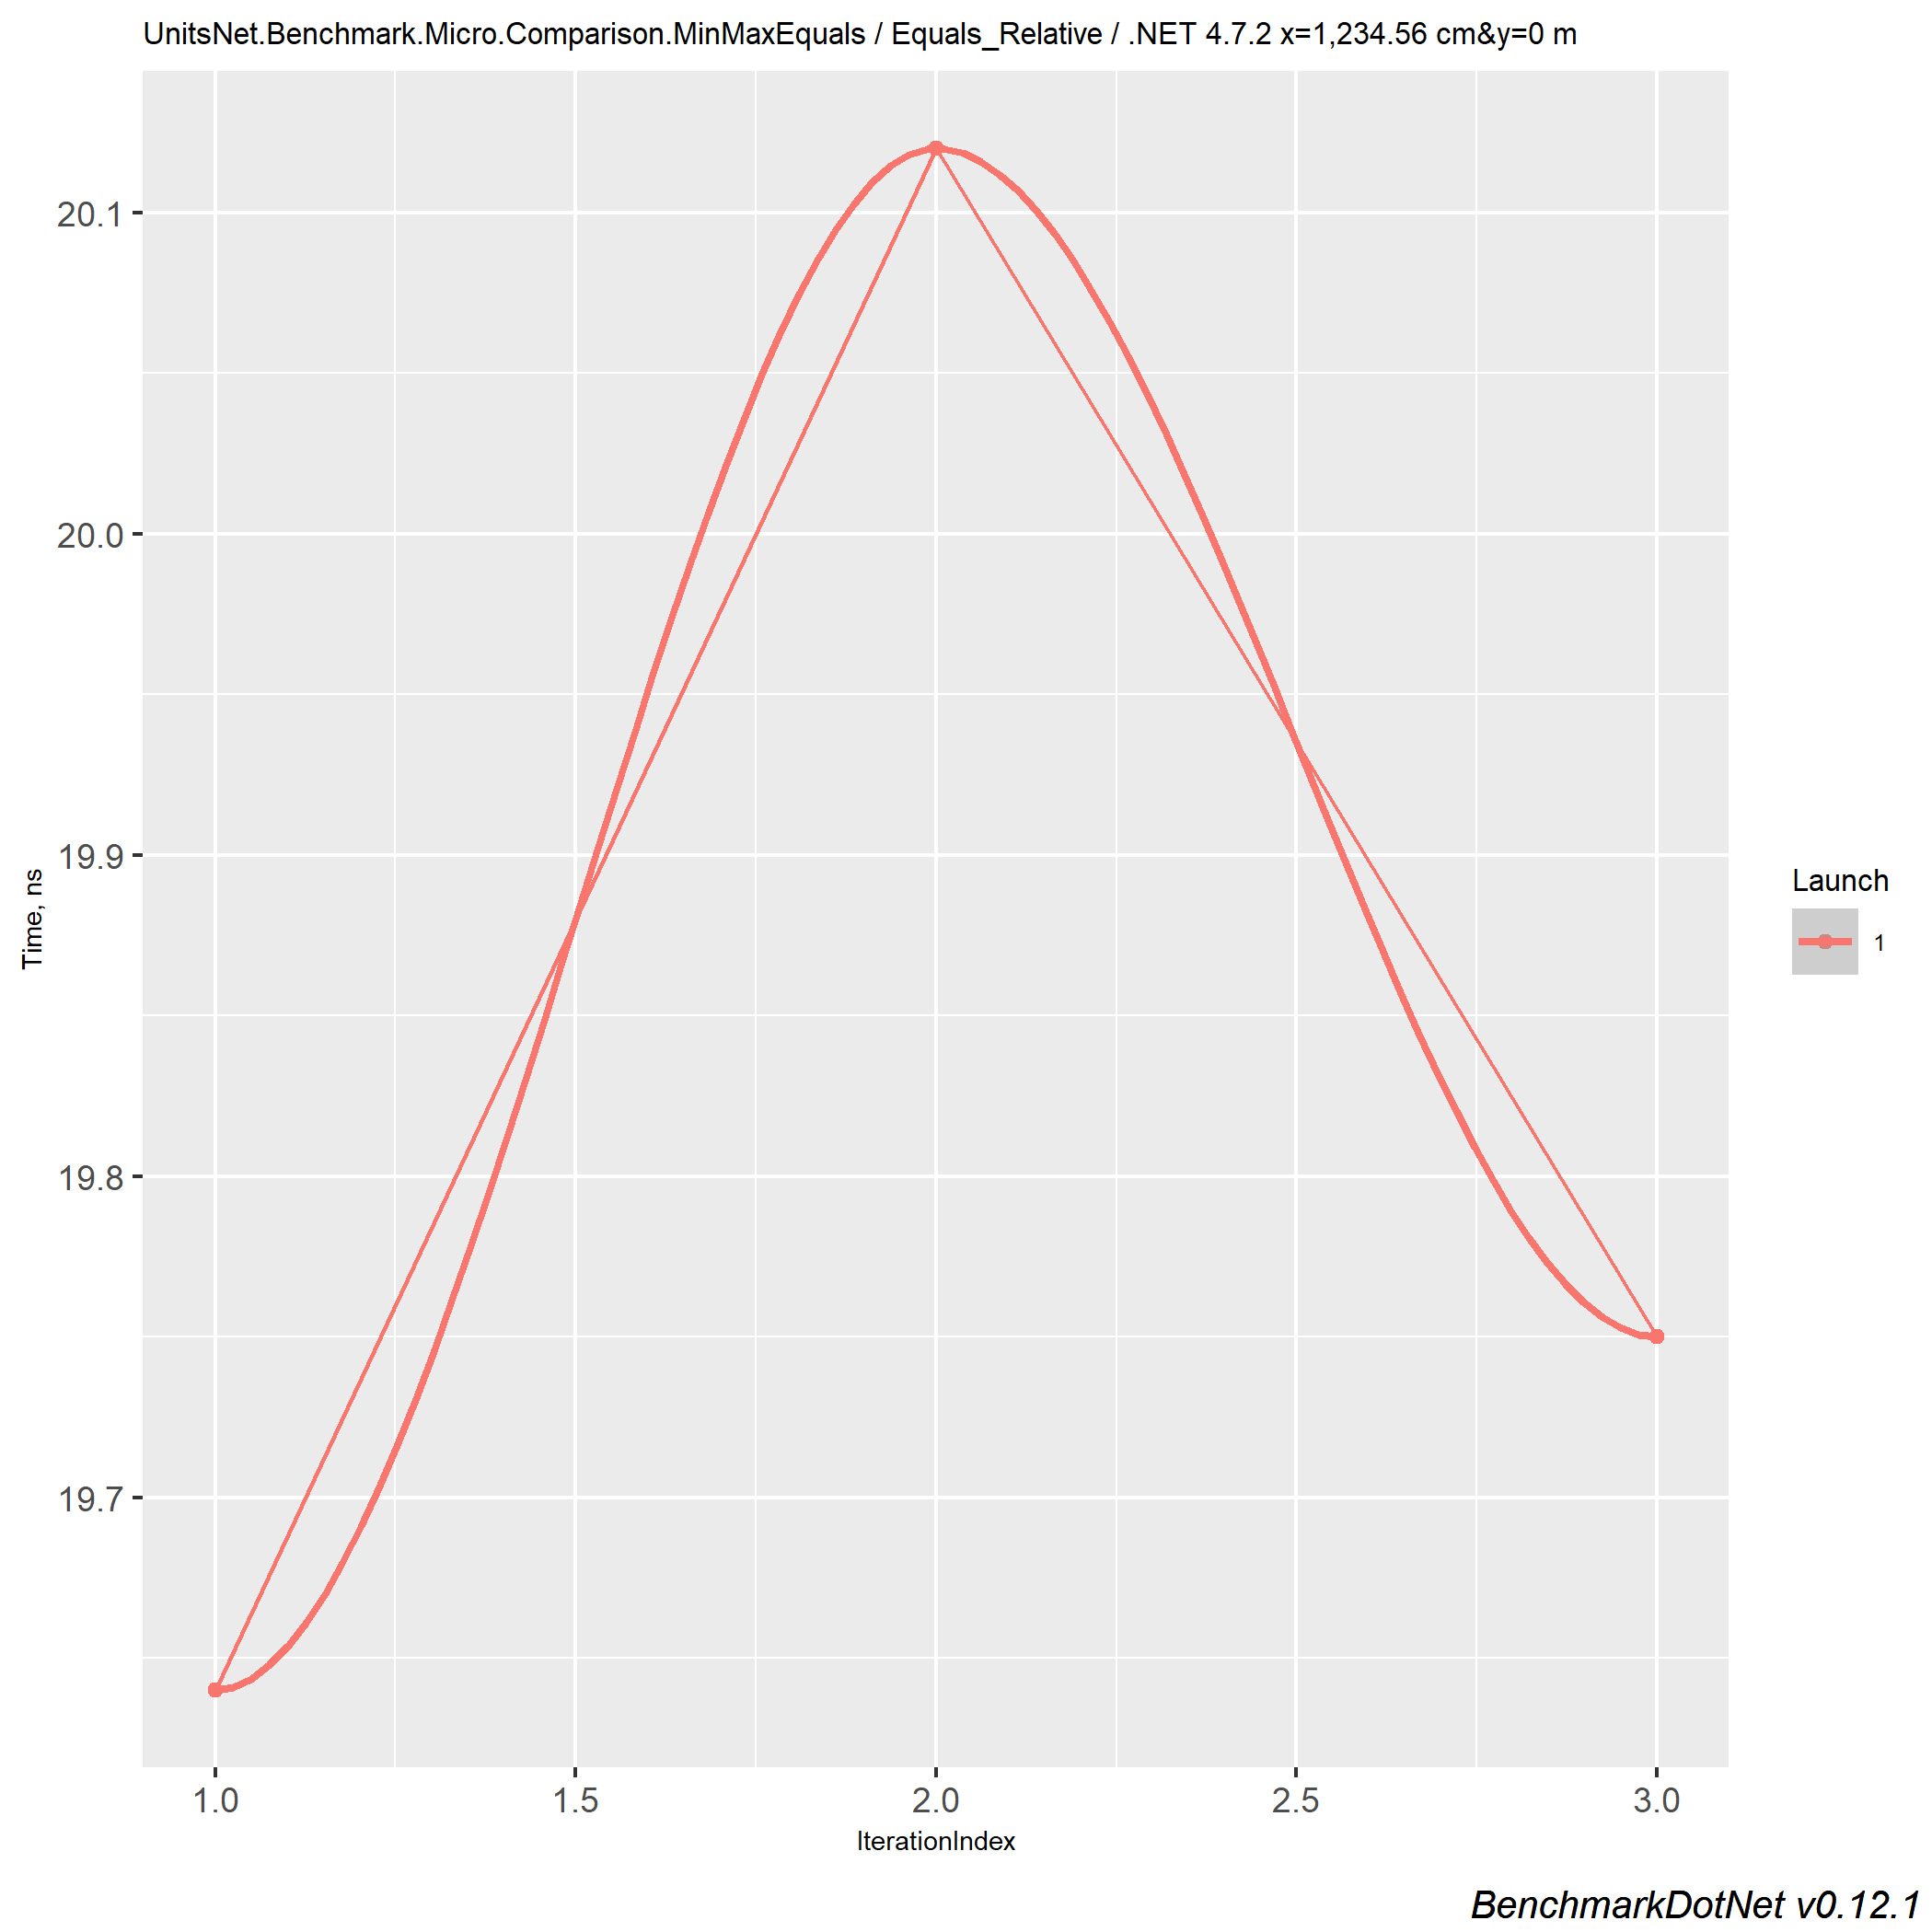 UnitsNet.Benchmark.Micro.Comparison.MinMaxEquals / Equals_Relative / .NET 4.7.2 x=1,234.56 cm&y=0 m
20.1
20.0
19.9
19.8
19.7
Time, ns
1.0 1.5 2.0 2.5 3.0
IterationIndex
Launch
1
BenchmarkDotNet v0.12.1